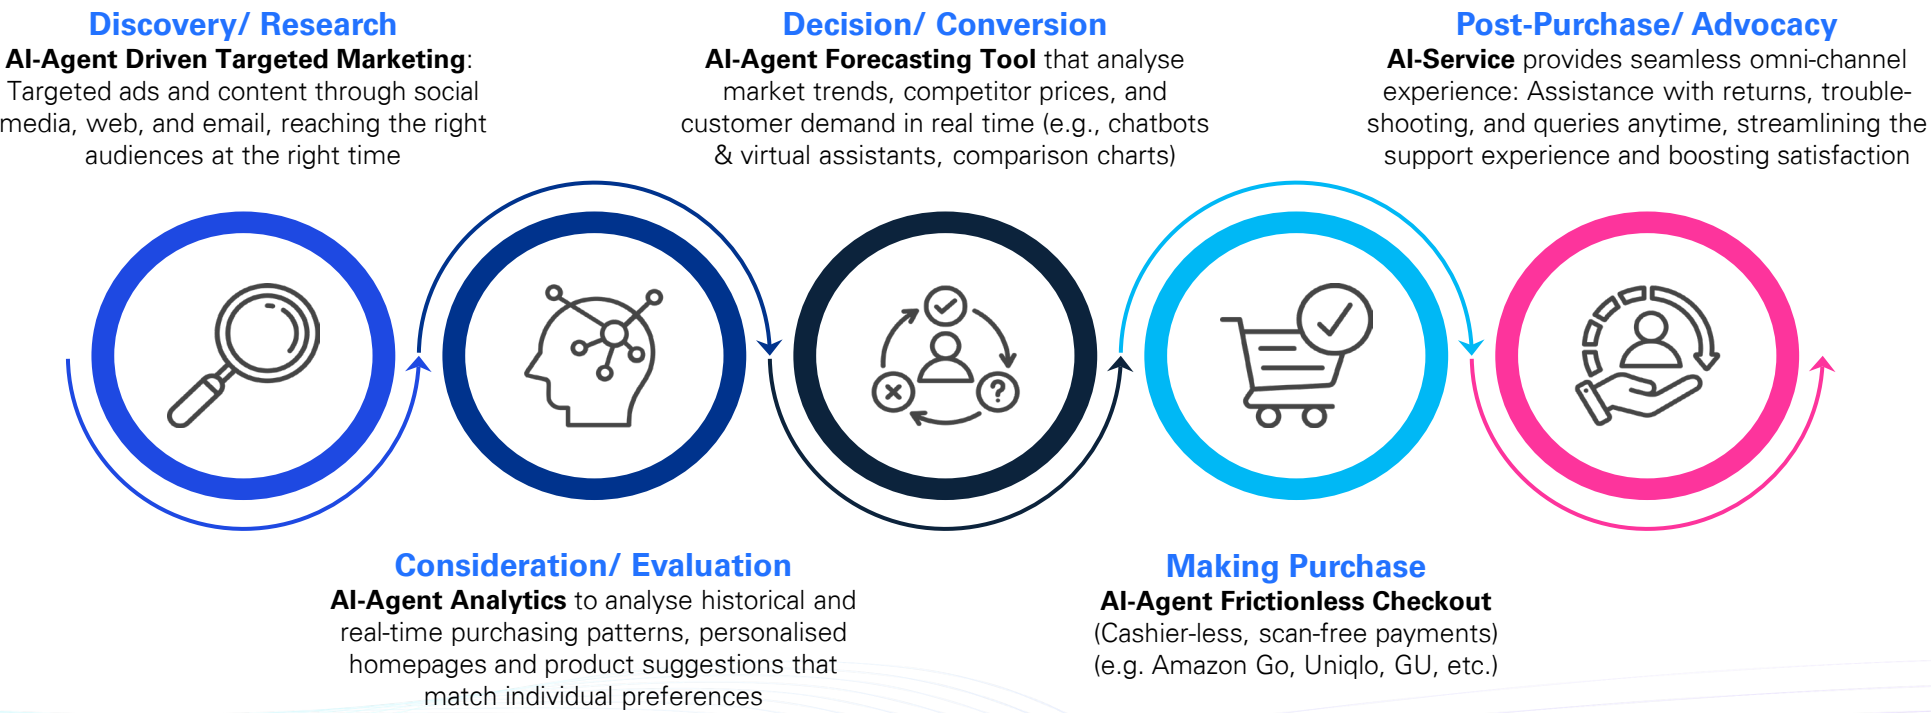 Discovery/ Research
AI-Agent Driven Targeted Marketing:
Targeted ads and content through social
media, web, and email, reaching the right
audiences at the right time
Consideration/ Evaluation
AI-Agent Analytics to analyse historical and
real-time purchasing patterns, personalised
homepages and product suggestions that
match individual preferences
Decision/ Conversion
AI-Agent Forecasting Tool that analyse
market trends, competitor prices, and
customer demand in real time (e.g., chatbots
& virtual assistants, comparison charts)
Making Purchase
AI-Agent Frictionless Checkout
(Cashier-less, scan-free payments)
(e.g. Amazon Go, Uniqlo, GU, etc.)
Post-Purchase/ Advocacy
AI-Service provides seamless omni-channel
experience: Assistance with returns, trouble-
shooting, and queries anytime, streamlining the
support experience and boosting satisfaction
?